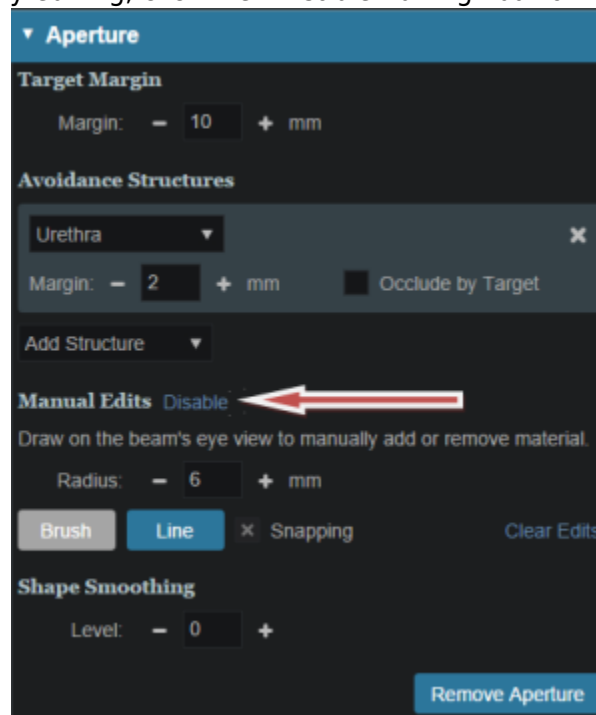 Aperture
Target Margin
Margin: − 10 + mm
Avoidance Structures
Urethra
Margin: − 2 + mm Occlude by Target
Add Structure
Manual Edits Disable
Draw on the beam's eye view to manually add or remove material.
Radius: − 6 + mm
Brush Line × Snapping Clear Edits
Shape Smoothing
Level: − 0 +
Remove Aperture